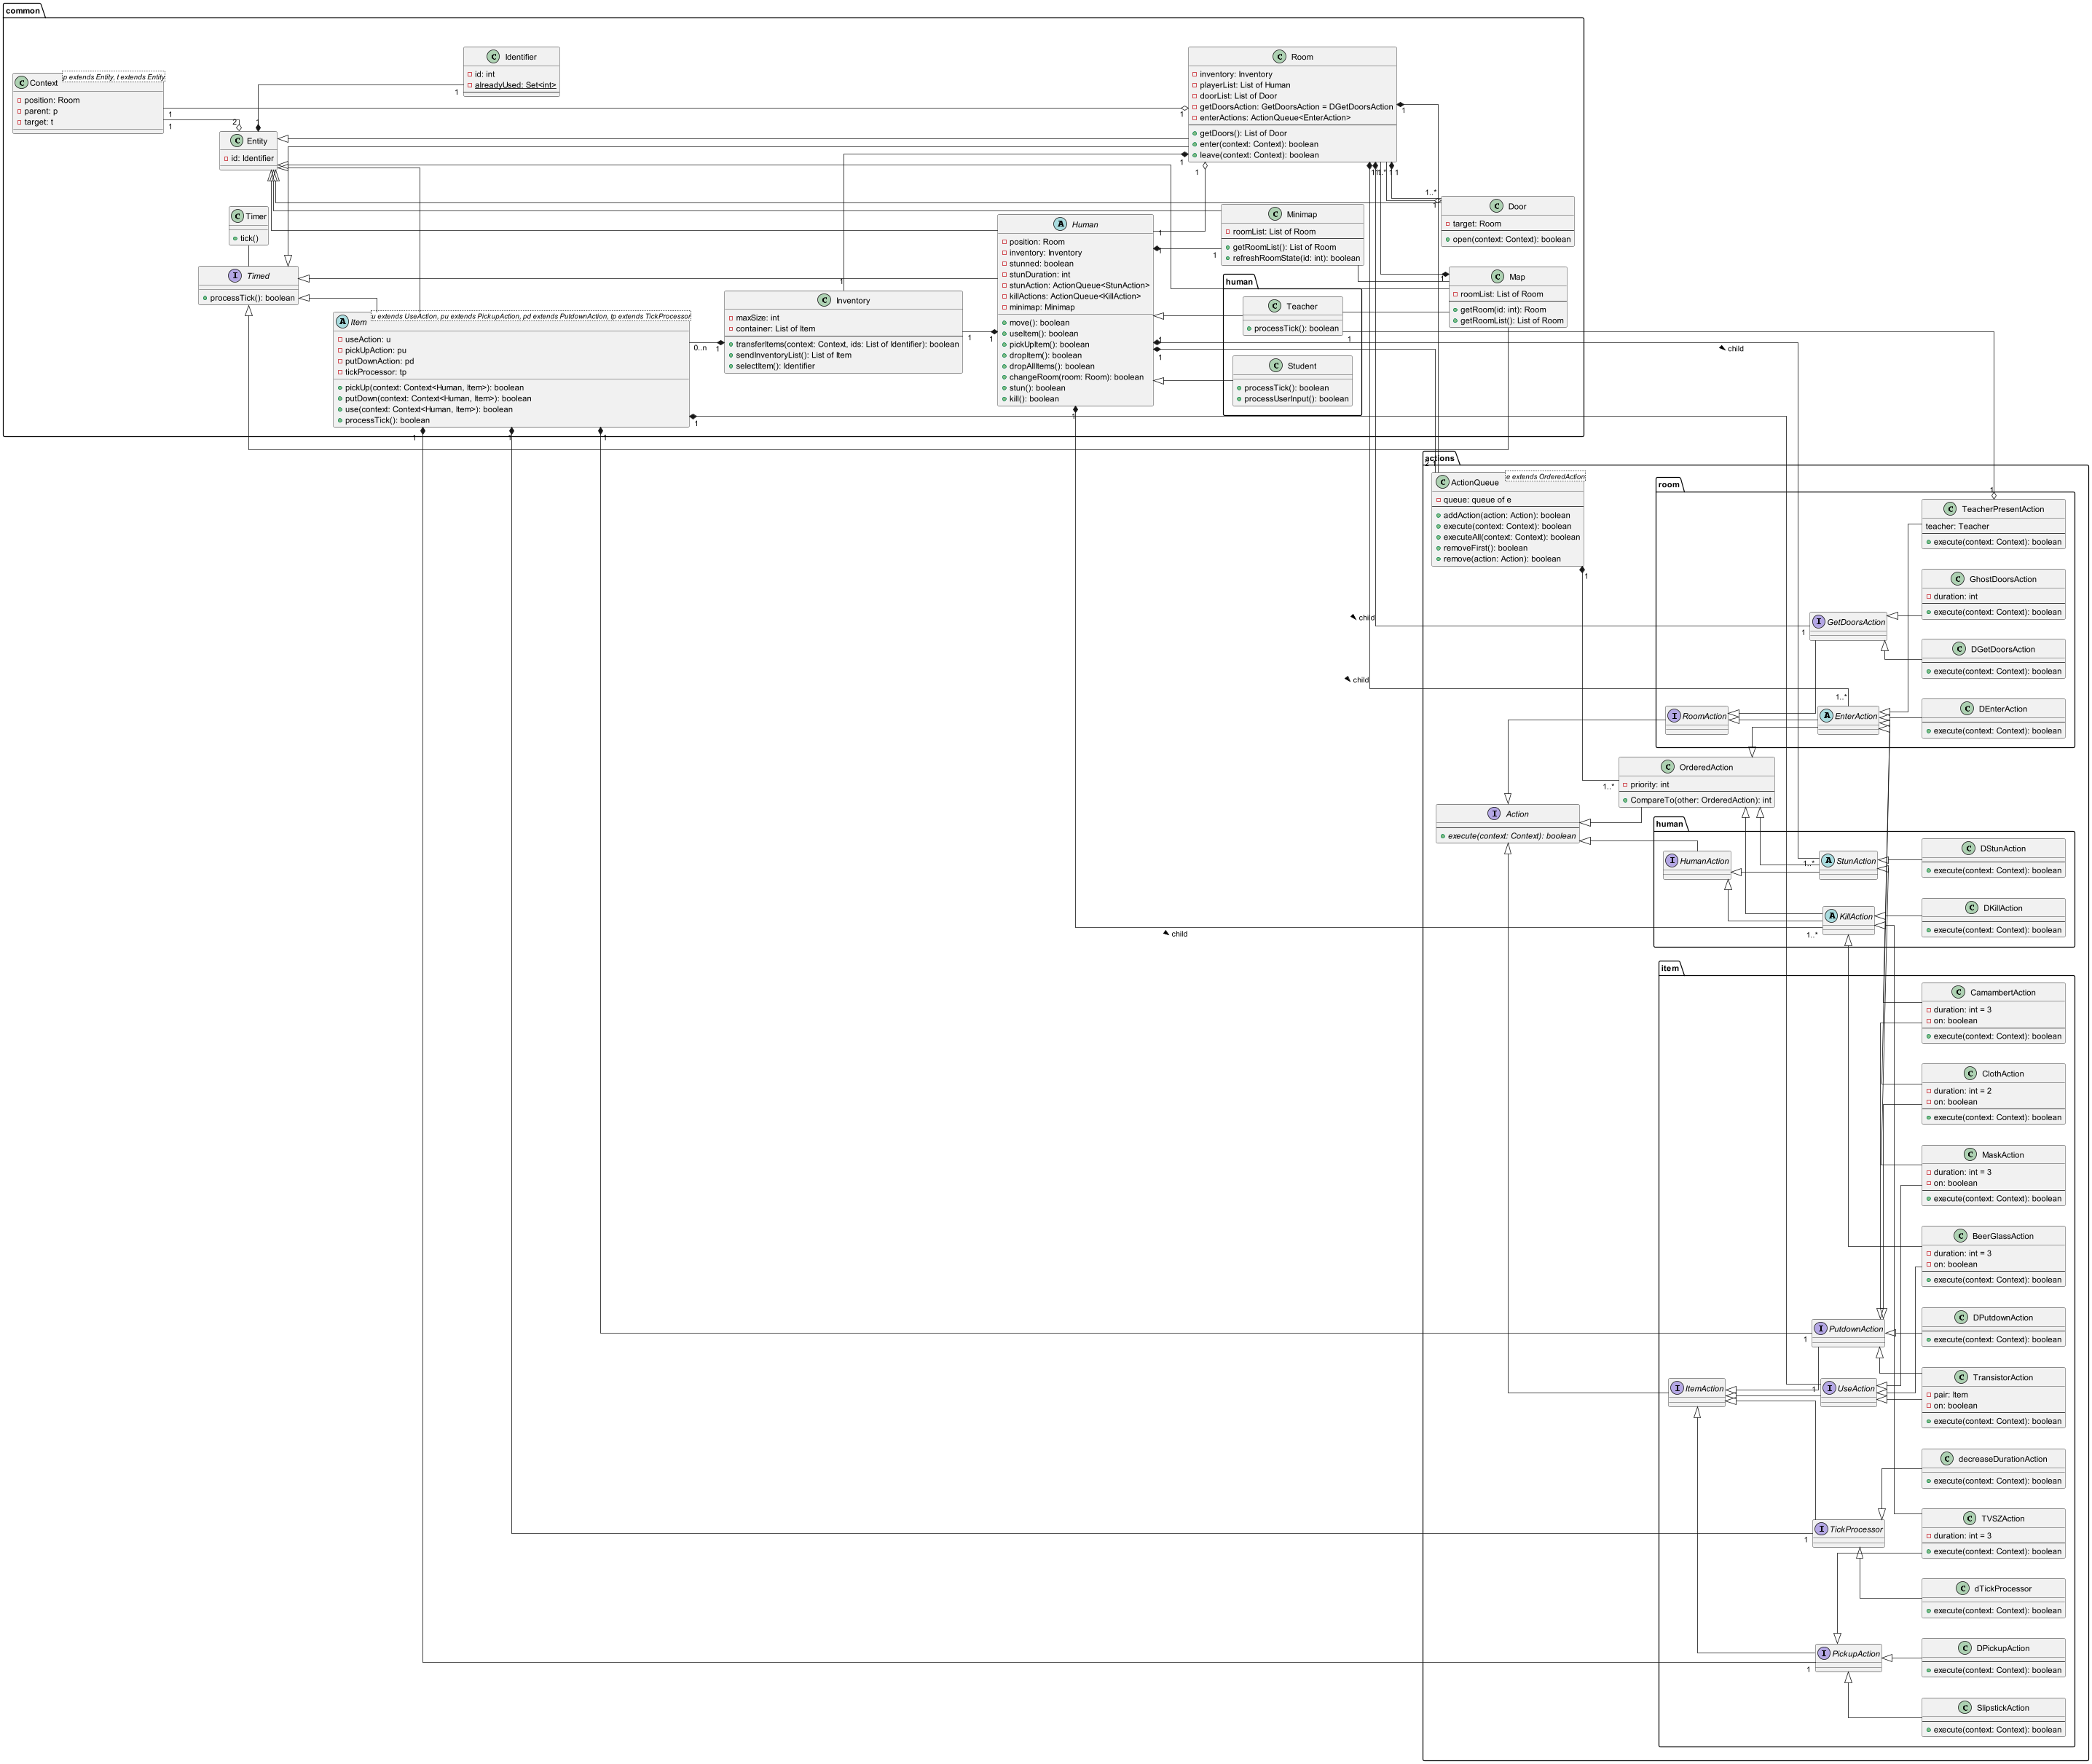 common
C Identifier
id: int
alreadyUsed: Set<int>
C Context
p extends Entity, t extends Entity
position: Room
parent: p
target: t
C Room
inventory: Inventory
playerList: List of Human
doorList: List of Door
getDoorsAction: GetDoorsAction = DGetDoorsAction
enterActions: ActionQueue<EnterAction>
getDoors(): List of Door
enter(context: Context): boolean
leave(context: Context): boolean
C Entity
id: Identifier
C Timer
tick()
I Timed
processTick(): boolean
C Door
target: Room
open(context: Context): boolean
C Minimap
roomList: List of Room
getRoomList(): List of Room
refreshRoomState(id: int): boolean
C Map
roomList: List of Room
getRoom(id: int): Room
getRoomList(): List of Room
A Human
position: Room
inventory: Inventory
stunned: boolean
stunDuration: int
stunAction: ActionQueue<StunAction>
killActions: ActionQueue<KillAction>
minimap: Minimap
move(): boolean
useItem(): boolean
pickUpItem(): boolean
dropItem(): boolean
dropAllItems(): boolean
changeRoom(room: Room): boolean
stun(): boolean
kill(): boolean
human
C Teacher
processTick(): boolean
C Student
processTick(): boolean
processUserInput(): boolean
C Inventory
maxSize: int
container: List of Item
transferItems(context: Context, ids: List of Identifier): boolean
sendInventoryList(): List of Item
selectItem(): Identifier
A Item
u extends UseAction, pu extends PickupAction, pd extends PutdownAction, tp extends TickProcessor
useAction: u
pickUpAction: pu
putDownAction: pd
tickProcessor: tp
pickUp(context: Context<Human, Item>): boolean
putDown(context: Context<Human, Item>): boolean
use(context: Context<Human, Item>): boolean
processTick(): boolean
0..n
1
child
actions
C ActionQueue
e extends OrderedAction
queue: queue of e
addAction(action: Action): boolean
execute(context: Context): boolean
executeAll(context: Context): boolean
removeFirst(): boolean
remove(action: Action): boolean
room
C TeacherPresentAction
teacher: Teacher
execute(context: Context): boolean
C GhostDoorsAction
duration: int
execute(context: Context): boolean
child
I GetDoorsAction
1
C DGetDoorsAction
execute(context: Context): boolean
child
1..*
I RoomAction
A EnterAction
C DEnterAction
execute(context: Context): boolean
C OrderedAction
priority: int
CompareTo(other: OrderedAction): int
1..*
I Action
execute(context: Context): boolean
human
I HumanAction
A StunAction
1..*
C DStunAction
execute(context: Context): boolean
A KillAction
1..*
child
C DKillAction
execute(context: Context): boolean
item
C CamambertAction
duration: int = 3
on: boolean
execute(context: Context): boolean
C ClothAction
duration: int = 2
on: boolean
execute(context: Context): boolean
C MaskAction
duration: int = 3
on: boolean
execute(context: Context): boolean
C BeerGlassAction
duration: int = 3
on: boolean
execute(context: Context): boolean
I PutdownAction
1
C DPutdownAction
execute(context: Context): boolean
I ItemAction
1
I UseAction
C TransistorAction
pair: Item
on: boolean
execute(context: Context): boolean
C decreaseDurationAction
execute(context: Context): boolean
I TickProcessor
1
C TVSZAction
duration: int = 3
execute(context: Context): boolean
C dTickProcessor
execute(context: Context): boolean
I PickupAction
1
C DPickupAction
execute(context: Context): boolean
C SlipstickAction
execute(context: Context): boolean